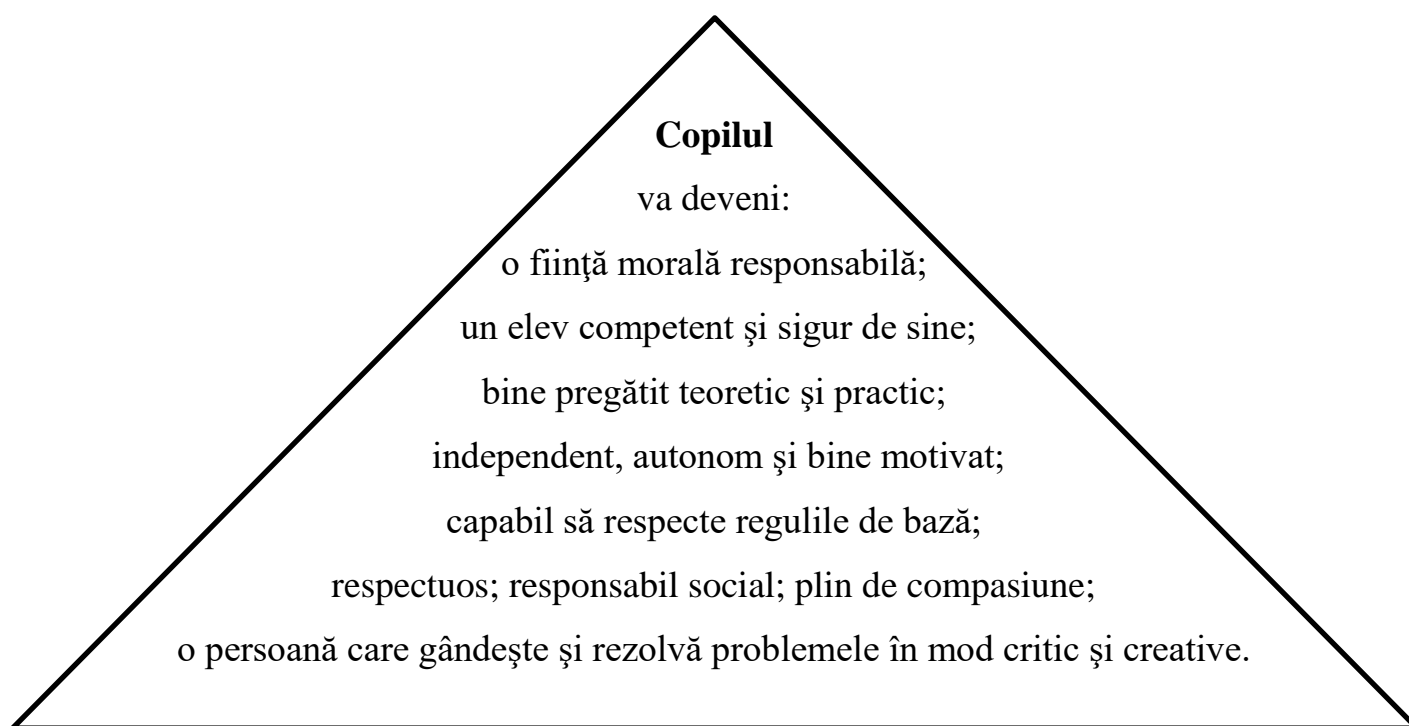 Copilul
va deveni:
o fiinţă morală responsabilă;
un elev competent şi sigur de sine;
bine pregătit teoretic şi practic;
independent, autonom şi bine motivat;
capabil să respecte regulile de bază;
respectuos; responsabil social; plin de compasiune;
o persoană care gândeşte şi rezolvă problemele în mod critic şi creative.